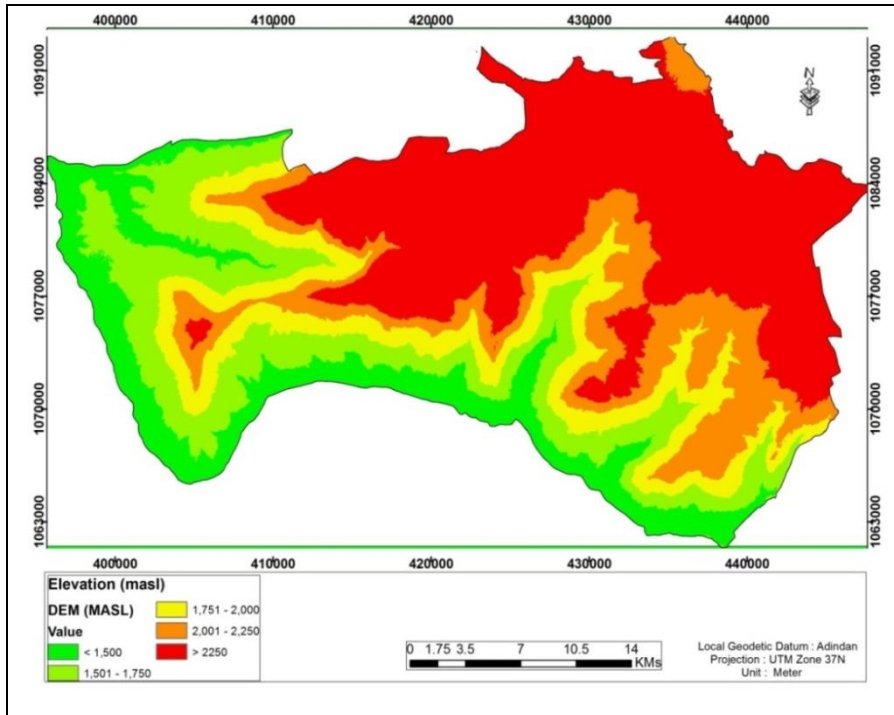 400000 410000 420000 430000 440000
1091000 1091000
N
1084000 1084000
1077000 1077000
1070000 1070000
1063000 1063000
400000 410000 420000 430000 440000
Elevation (masl)
DEM (MASL)
Value
< 1,500
1,501 - 1,750
1,751 - 2,000
2,001 - 2,250
> 2250
0 1.75 3.5 7 10.5 14
KMs
Local Geodetic Datum : Adindan
Projection : UTM Zone 37N
Unit : Meter